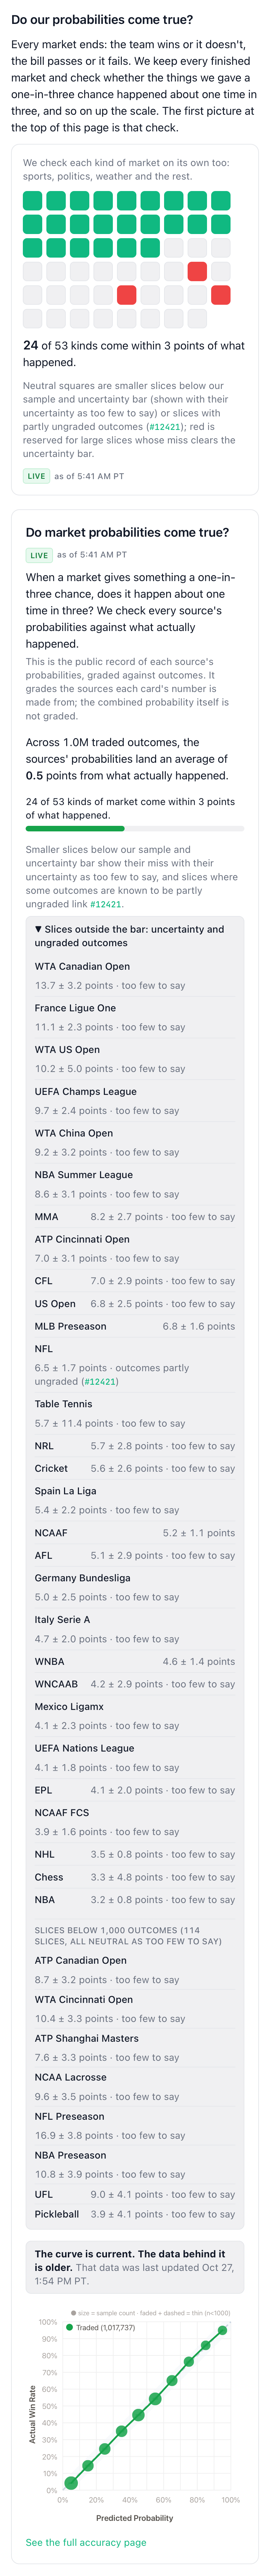 Do our probabilities come true?
Every market ends: the team wins or it doesn't,
the bill passes or it fails. We keep every finished
market and check whether the things we gave a
one-in-three chance happened about one time in
three, and so on up the scale. The first picture at
the top of this page is that check.
We check each kind of market on its own too:
sports, politics, weather and the rest.
24 of 53 kinds come within 3 points of what
happened.
Neutral squares are smaller slices below our
sample and uncertainty bar (shown with their
uncertainty as too few to say) or slices with
partly ungraded outcomes (#12421); red is
reserved for large slices whose miss clears the
uncertainty bar.
LIVE as of 5:41 AM PT
Do market probabilities come true?
LIVE as of 5:41 AM PT
When a market gives something a one-in-
three chance, does it happen about one
time in three? We check every source's
probabilities against what actually
happened.
This is the public record of each source's
probabilities, graded against outcomes. It
grades the sources each card's number is
made from; the combined probability itself is
not graded.
Across 1.0M traded outcomes, the
sources' probabilities land an average of
0.5 points from what actually happened.
24 of 53 kinds of market come within 3 points
of what happened.
Smaller slices below our sample and
uncertainty bar show their miss with their
uncertainty as too few to say, and slices where
some outcomes are known to be partly
ungraded link #12421.
▼ Slices outside the bar: uncertainty and
ungraded outcomes
WTA Canadian Open
13.7 ± 3.2 points · too few to say
France Ligue One
11.1 ± 2.3 points · too few to say
WTA US Open
10.2 ± 5.0 points · too few to say
UEFA Champs League
9.7 ± 2.4 points · too few to say
WTA China Open
9.2 ± 3.2 points · too few to say
NBA Summer League
8.6 ± 3.1 points · too few to say
MMA 8.2 ± 2.7 points · too few to say
ATP Cincinnati Open
7.0 ± 3.1 points · too few to say
CFL 7.0 ± 2.9 points · too few to say
US Open 6.8 ± 2.5 points · too few to say
MLB Preseason 6.8 ± 1.6 points
NFL
6.5 ± 1.7 points · outcomes partly
ungraded (#12421)
Table Tennis
5.7 ± 11.4 points · too few to say
NRL 5.7 ± 2.8 points · too few to say
Cricket 5.6 ± 2.6 points · too few to say
Spain La Liga
5.4 ± 2.2 points · too few to say
NCAAF 5.2 ± 1.1 points
AFL 5.1 ± 2.9 points · too few to say
Germany Bundesliga
5.0 ± 2.5 points · too few to say
Italy Serie A
4.7 ± 2.0 points · too few to say
WNBA 4.6 ± 1.4 points
WNCAAB 4.2 ± 2.9 points · too few to say
Mexico Ligamx
4.1 ± 2.3 points · too few to say
UEFA Nations League
4.1 ± 1.8 points · too few to say
EPL 4.1 ± 2.0 points · too few to say
NCAAF FCS
3.9 ± 1.6 points · too few to say
NHL 3.5 ± 0.8 points · too few to say
Chess 3.3 ± 4.8 points · too few to say
NBA 3.2 ± 0.8 points · too few to say
SLICES BELOW 1,000 OUTCOMES (114
SLICES, ALL NEUTRAL AS TOO FEW TO SAY)
ATP Canadian Open
8.7 ± 3.2 points · too few to say
WTA Cincinnati Open
10.4 ± 3.3 points · too few to say
ATP Shanghai Masters
7.6 ± 3.3 points · too few to say
NCAA Lacrosse
9.6 ± 3.5 points · too few to say
NFL Preseason
16.9 ± 3.8 points · too few to say
NBA Preseason
10.8 ± 3.9 points · too few to say
UFL 9.0 ± 4.1 points · too few to say
Pickleball 3.9 ± 4.1 points · too few to say
The curve is current. The data behind it
is older. That data was last updated Oct 27,
1:54 PM PT.
size = sample count · faded + dashed = thin (n<1000)
Traded (1,017,737)
100%
90%
80%
70%
60%
50%
40%
30%
20%
10%
0%
Actual Win Rate
0% 20% 40% 60% 80% 100%
Predicted Probability
See the full accuracy page